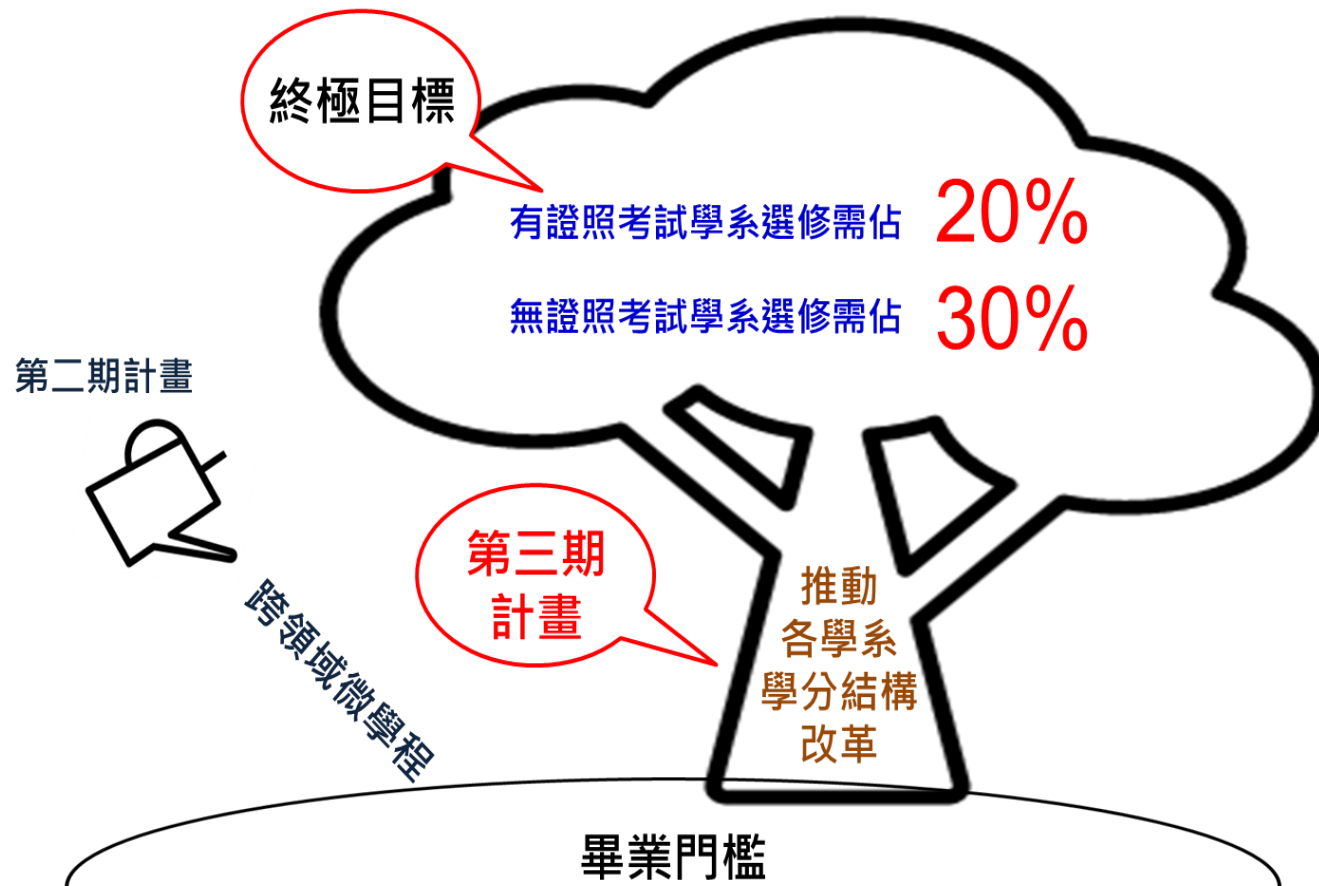 終極目標
有證照考試學系選修需佔 20%
無證照考試學系選修需佔 30%
第二期計畫
跨領域微學程
第三期
計畫
推動
各學系
學分結構
改革
畢業門檻